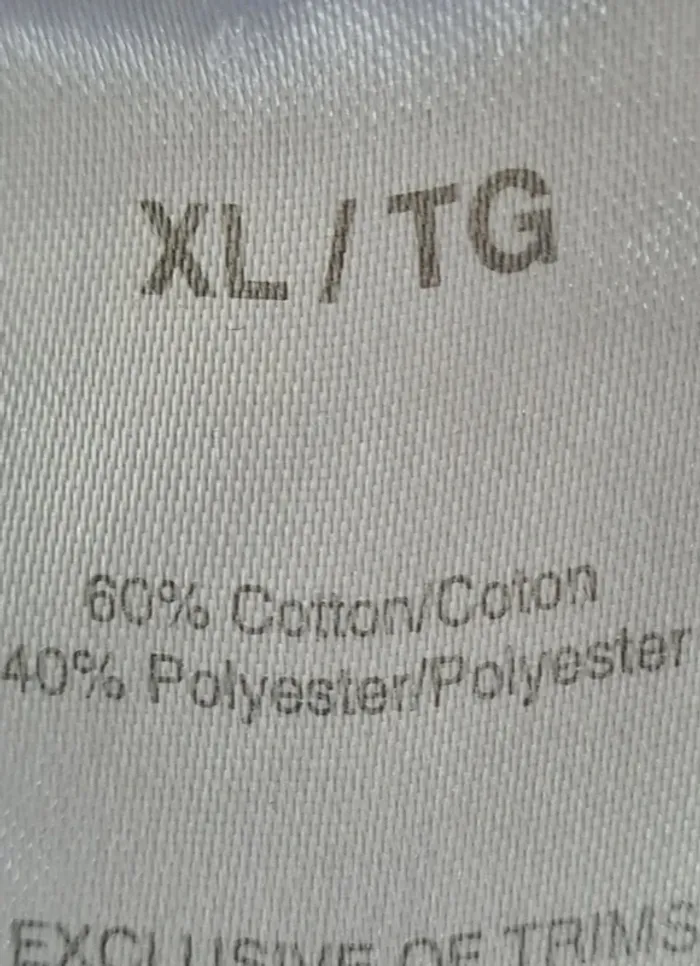 XL / TG
60% Cotton/Coton
40% Polyester/Polyester
EXCLUSIVE OF TRIMS